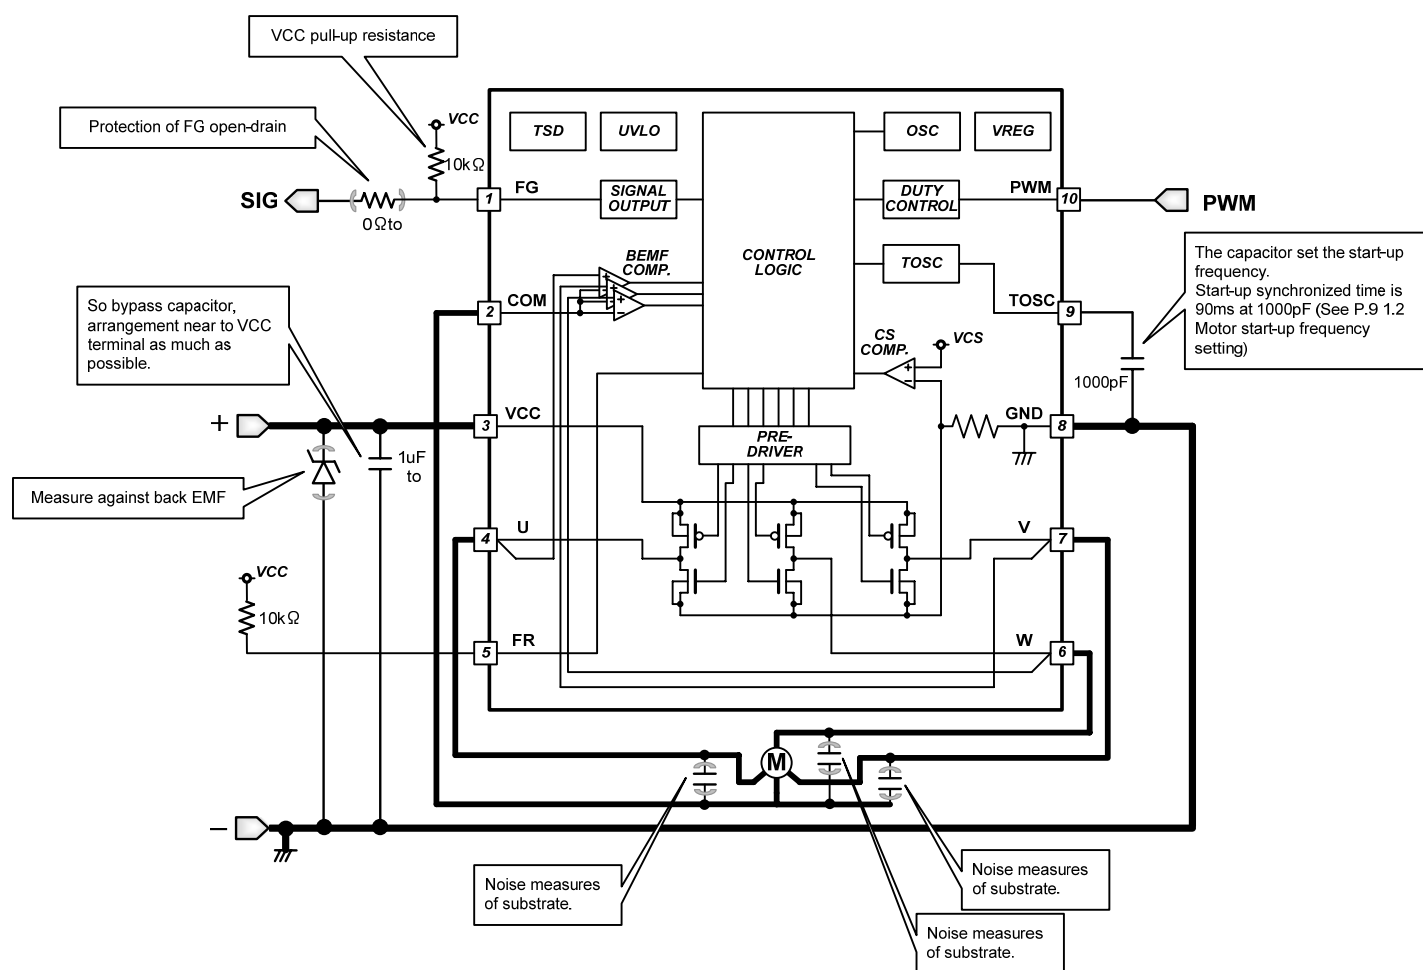 VCC pull-up resistance
Protection of FG open-drain
VCC
10kΩ
SIG
0Ωto
1
FG
TSD
UVLO
SIGNAL
OUTPUT
CONTROL
LOGIC
OSC
VREG
DUTY
CONTROL
PWM
10
PWM
BEMF
COMP.
TOSC
The capacitor set the start-up
frequency.
Start-up synchronized time is
90ms at 1000pF (See P.9 1.2
Motor start-up frequency
setting)
So bypass capacitor,
arrangement near to VCC
terminal as much as
possible.
2
COM
TOSC
9
CS
COMP.
VCS
1000pF
+
3
VCC
GND
8
PRE-
DRIVER
1uF
to
Measure against back EMF
4
U
V
7
VCC
10kΩ
5
FR
W
6
M
–
Noise measures
of substrate.
Noise measures
of substrate.
Noise measures
of substrate.